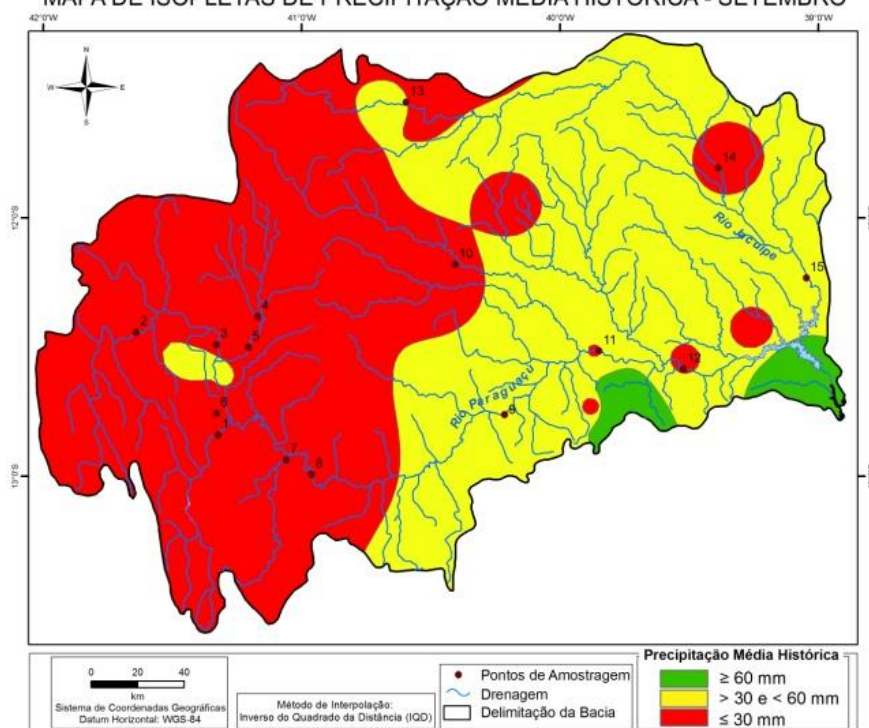 MAPA DE ISOPLETAS DE PRECIPITAÇÃO MÉDIA HISTÓRICA - SETEMBRO
42°0'W 41°0'W 40°0'W 39°0'W
N
W E
S
13
14
12°0'S
Rio Jacuípe
10
15
4
2
3
5
11
12
6
Rio Paraguaçu
9
1
7
8
13°0'S
Precipitação Média Histórica
0 20 40
km
Sistema de Coordenadas Geográficas
Datum Horizontal: WGS-84
Método de Interpolação:
Inverso do Quadrado da Distância (IQD)
Pontos de Amostragem
Drenagem
Delimitação da Bacia
≥ 60 mm
> 30 e < 60 mm
≤ 30 mm